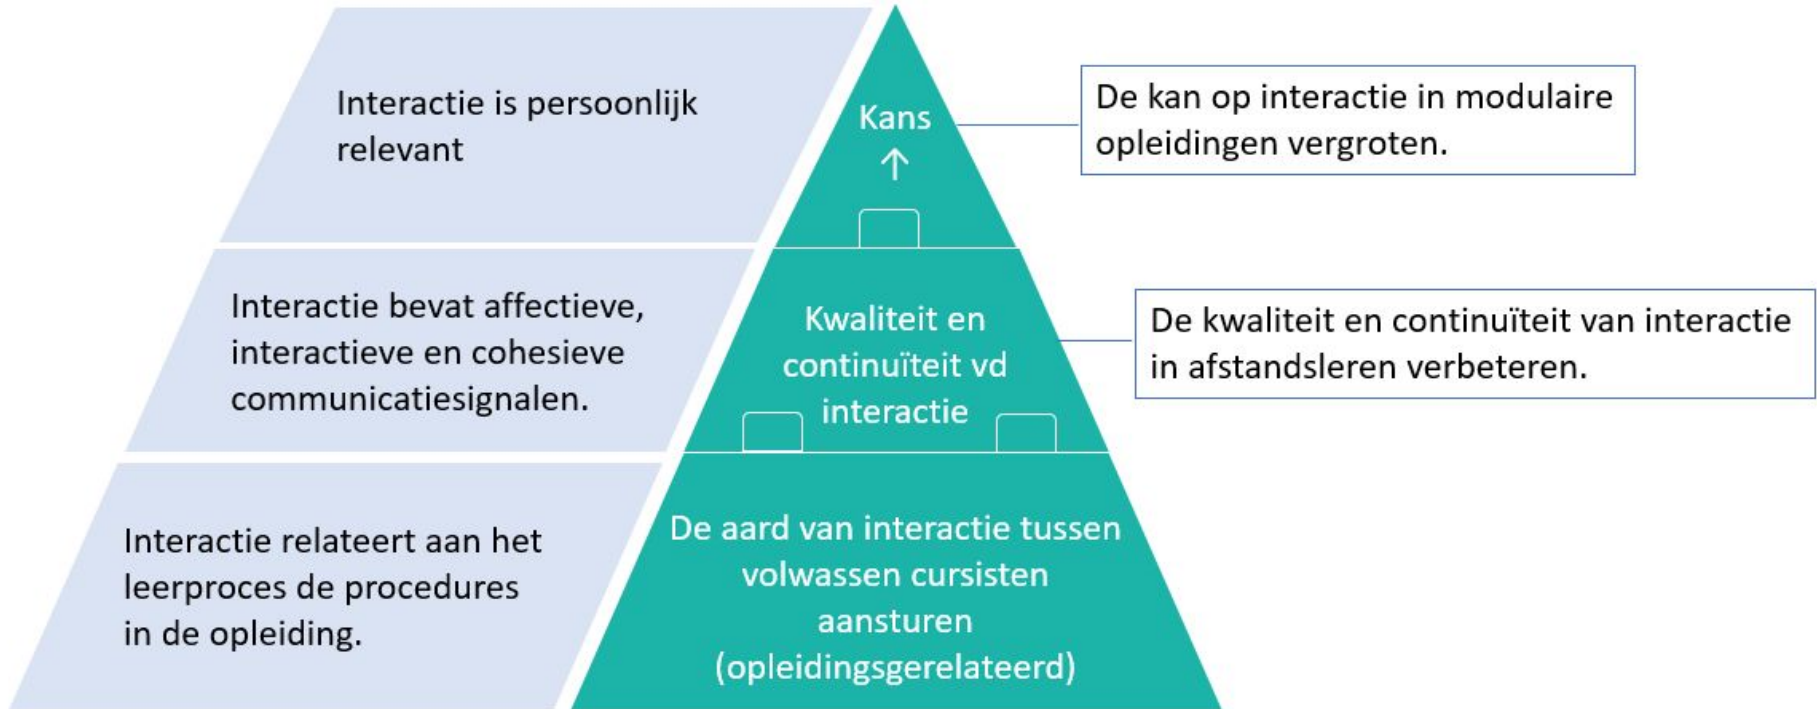 Interactie is persoonlijk
relevant
Kans
↑
De kan op interactie in modulaire
opleidingen vergroten.
Interactie bevat affectieve,
interactieve en cohesieve
communicatiesignalen.
Kwaliteit en
continuïteit vd
interactie
De kwaliteit en continuïteit van interactie
in afstandsleren verbeteren.
Interactie relateert aan het
leerproces de procedures
in de opleiding.
De aard van interactie tussen
volwassen cursisten
aansturen
(opleidingsgerelateerd)